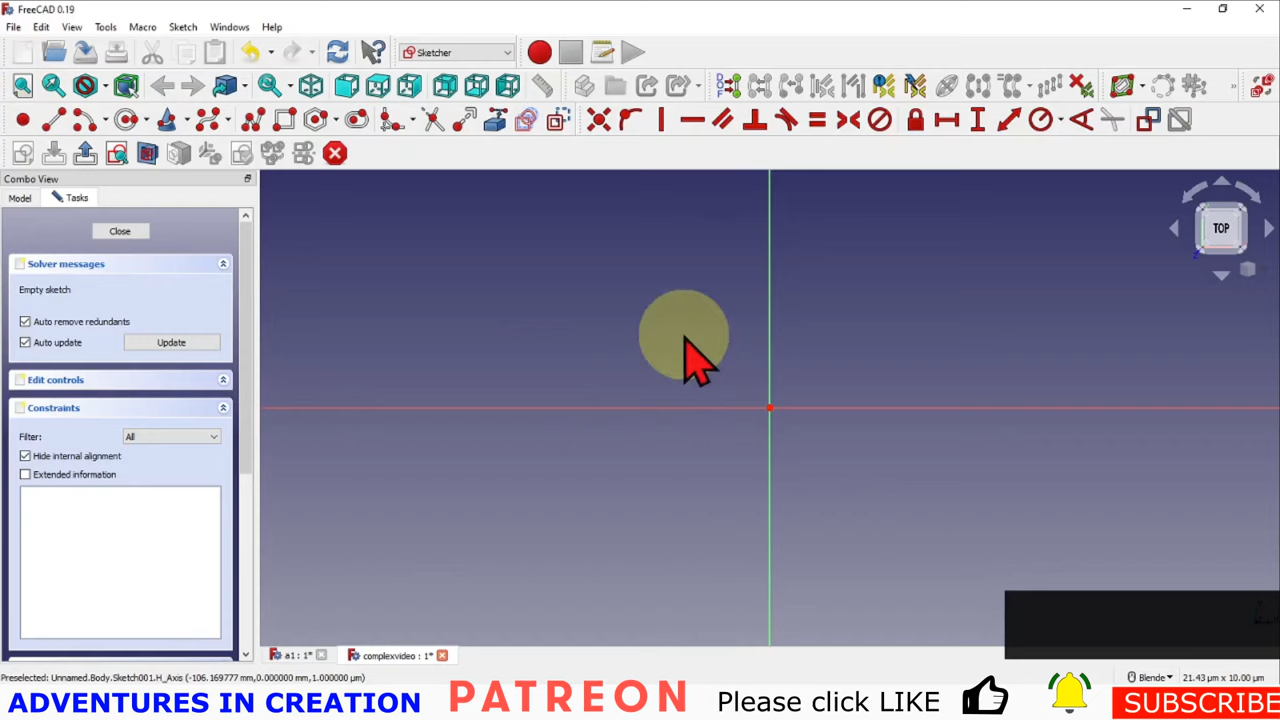 FreeCAD 0.19
File Edit View Tools Macro Sketch Windows Help
Sketcher
Combo View
Model Tasks
Close
Solver messages
Empty sketch
Auto remove redundants
Auto update Update
Edit controls
Constraints
Filter: All
Hide internal alignment
Extended information
TOP
a1 : 1* complexvideo : 1*
Preselected: Unnamed.Body.Sketch001.H_Axis (-106.169777 mm,0.000000 mm,1.000000 µm) Blende 21.43 µm x 10.00 µm
ADVENTURES IN CREATION PATREON Please click LIKE SUBSCRIBE